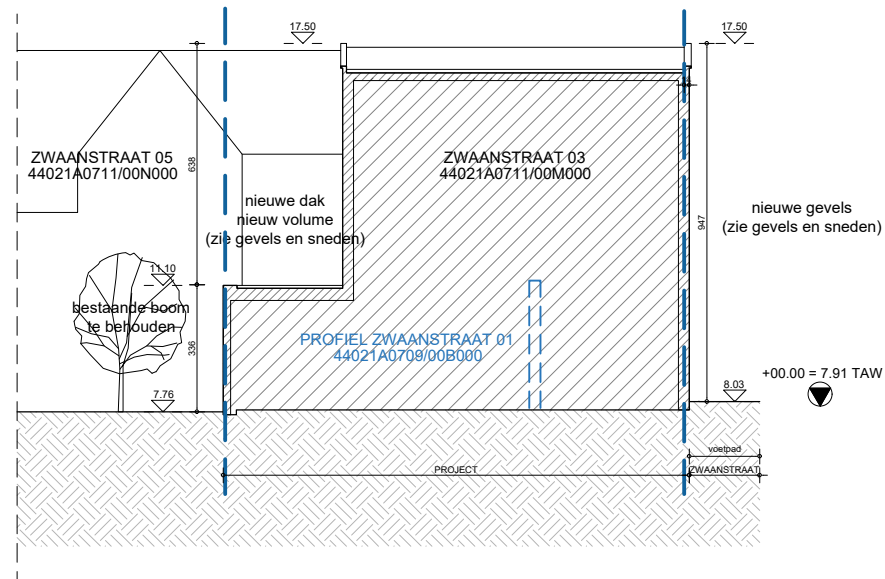 17.50
17.50
ZWAANSTRAAT 05
44021A0711/00N000
638
ZWAANSTRAAT 03
44021A0711/00M000
nieuwe dak
nieuw volume
(zie gevels en sneden)
nieuwe gevels
(zie gevels en sneden)
947
11.10
bestaande boom
te behouden
336
PROFIEL ZWAANSTRAAT 01
44021A0709/00B000
7.76
8.03
+00.00 = 7.91 TAW
voetpad
PROJECT
ZWAANSTRAAT